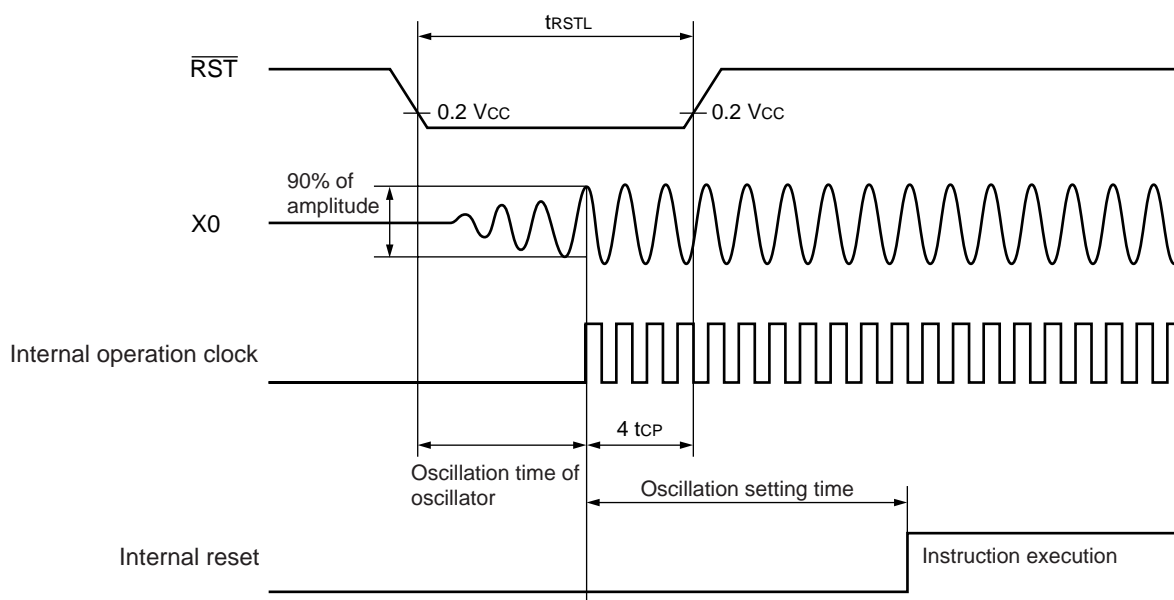 tRSTL
RST
0.2 VCC
0.2 VCC
90% of
amplitude
X0
Internal operation clock
4 tCP
Oscillation time of
oscillator
Oscillation setting time
Internal reset
Instruction execution